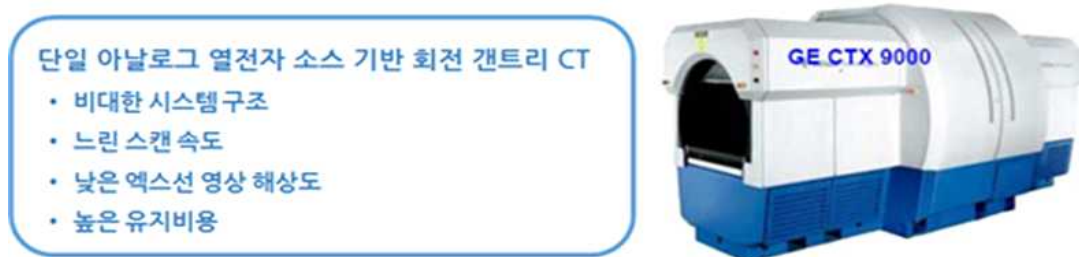 단일 아날로그 열전자 소스 기반 회전 갠트리 CT
• 비대한 시스템 구조
• 느린 스캔 속도
• 낮은 엑스선 영상 해상도
• 높은 유지비용
GE CTX 9000